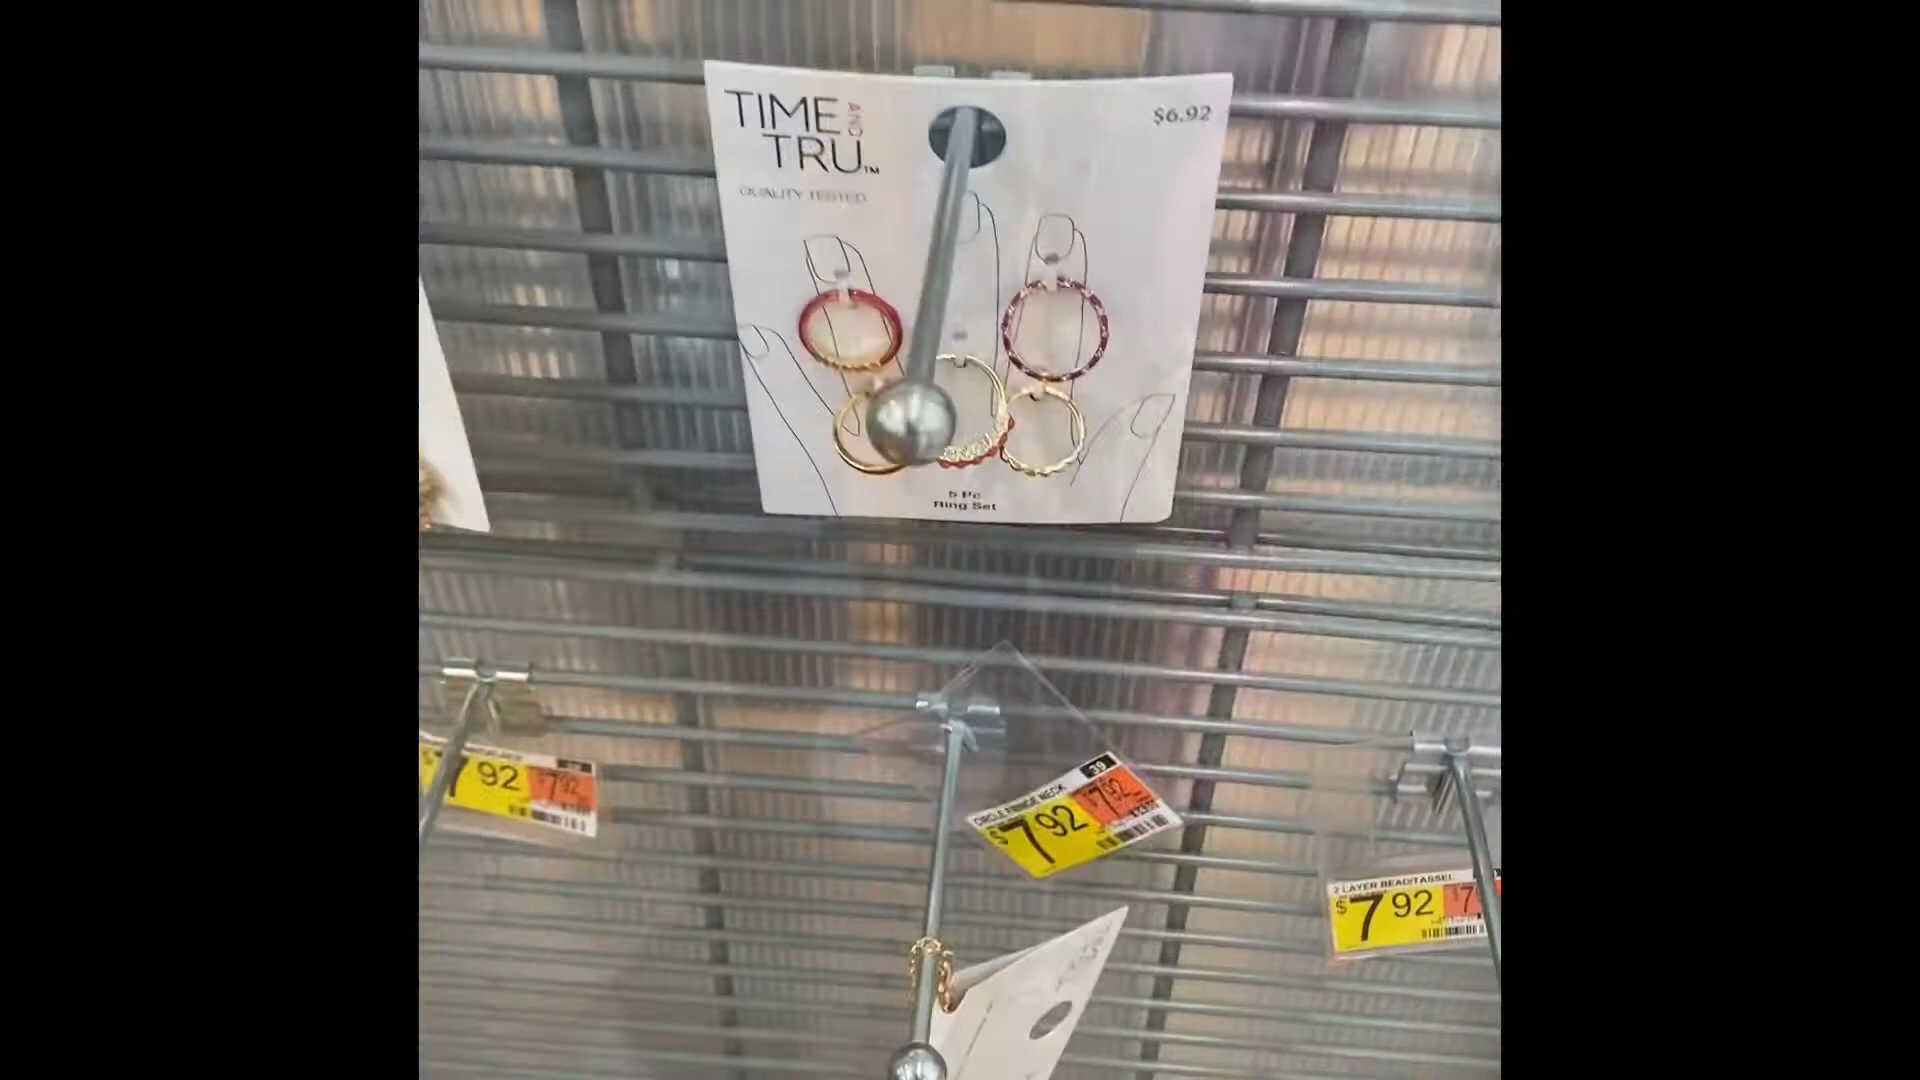 TIME AND
TRU™
QUALITY TESTED
$6.92
5 Pc
Ring Set
$7.92
$7.92
39
CIRCLE FRINGE NECK
$7.92
$7.92
2 LAYER BEAD/TASSEL
$7.92
$7